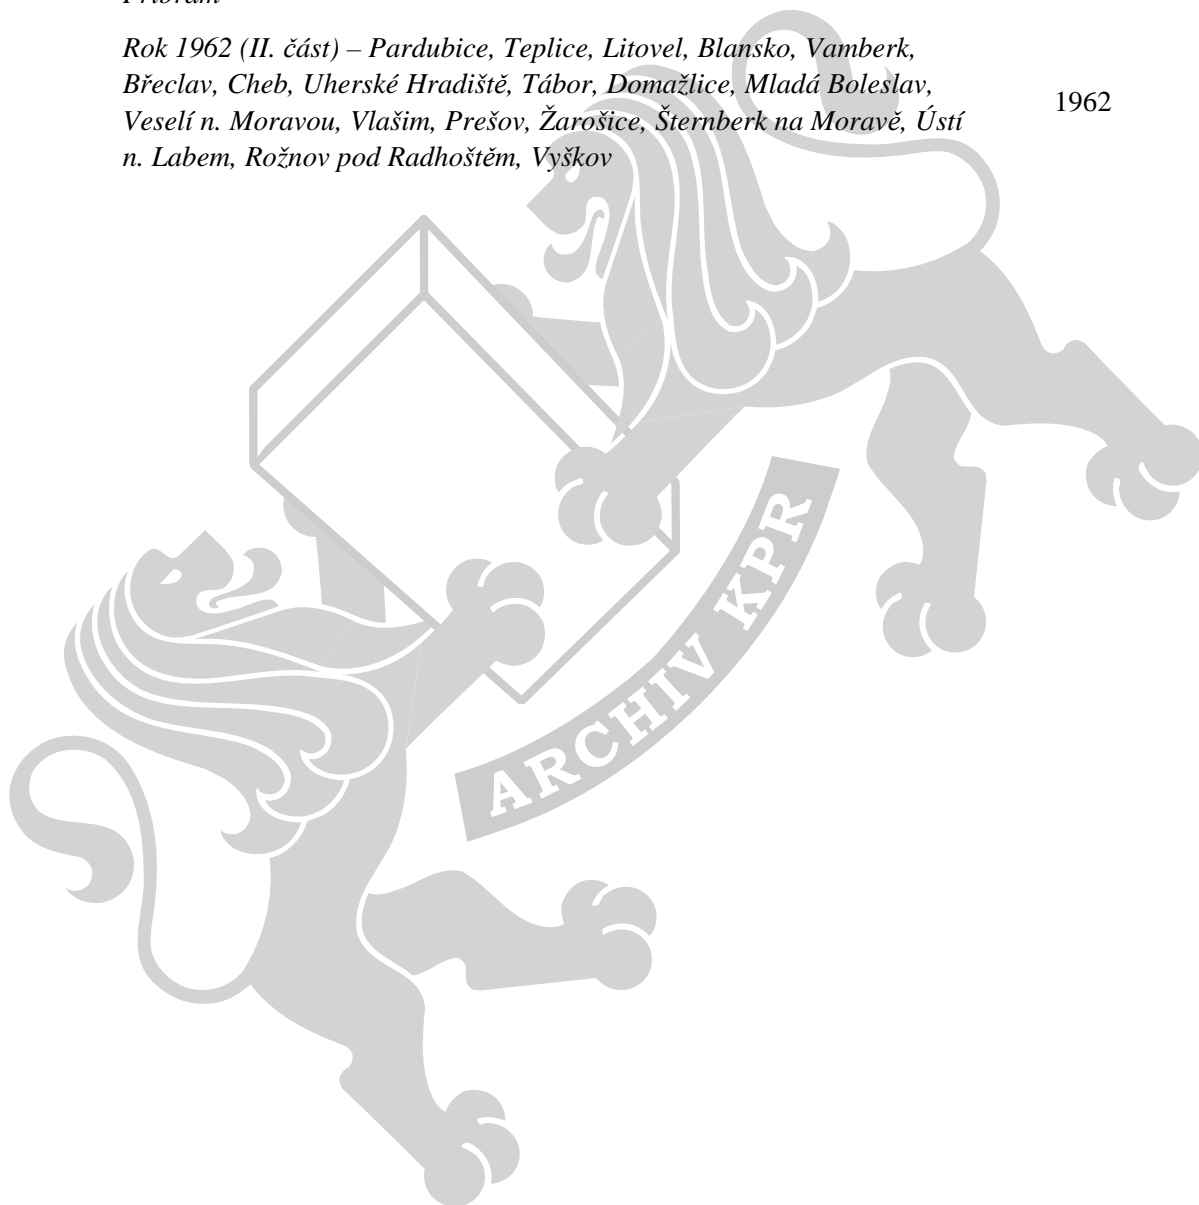 Rok 1962 (II. část) – Pardubice, Teplice, Litovel, Blansko, Vamberk,
Břeclav, Cheb, Uherské Hradiště, Tábor, Domažlice, Mladá Boleslav,
Veselí n. Moravou, Vlašim, Prešov, Žarošice, Šternberk na Moravě, Ústí
n. Labem, Rožnov pod Radhoštěm, Vyškov
1962
ARCHIV KPR